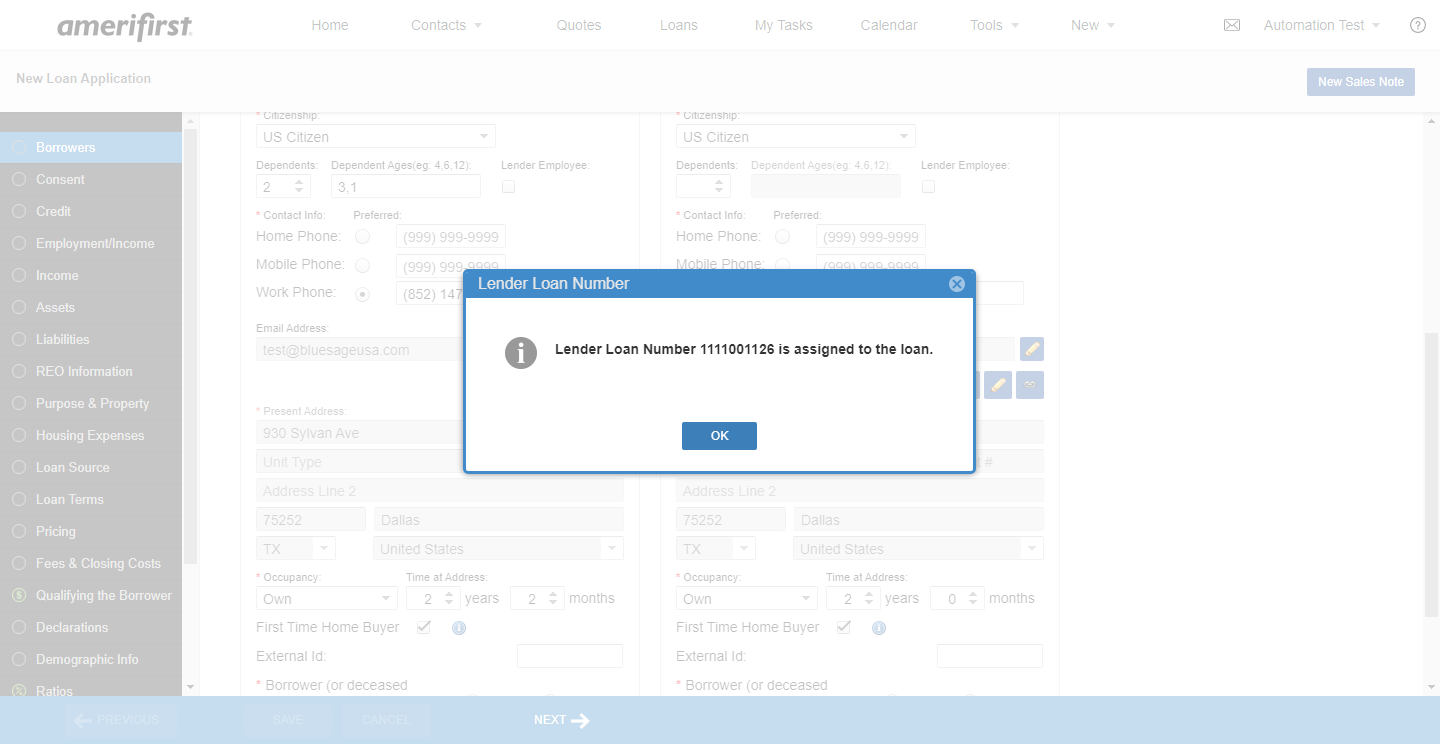 amerifirst
Home
Contacts
Quotes
Loans
My Tasks
Calendar
Tools
New
Automation Test
?
New Loan Application
New Sales Note
Borrowers
Consent
Credit
Employment/Income
Income
Assets
Liabilities
REO Information
Purpose & Property
Housing Expenses
Loan Source
Loan Terms
Pricing
Fees & Closing Costs
Qualifying the Borrower
Declarations
Demographic Info
Ratios
* Citizenship:
US Citizen
Dependents: Dependent Ages(eg: 4,6,12): Lender Employee:
2 3,1
* Contact Info: Preferred:
Home Phone: (999) 999-9999
Mobile Phone: (999) 999-9999
Work Phone: (852) 147
Email Address:
test@bluesageusa.com
* Present Address:
930 Sylvan Ave
Unit Type
Address Line 2
75252 Dallas
TX United States
* Occupancy: Time at Address:
Own 2 years 2 months
First Time Home Buyer
External Id:
* Borrower (or deceased
* Citizenship:
US Citizen
Dependents: Dependent Ages(eg: 4,6,12): Lender Employee:
* Contact Info: Preferred:
Home Phone: (999) 999-9999
Mobile Phone: (999) 999-9999
#
Address Line 2
75252 Dallas
TX United States
* Occupancy: Time at Address:
Own 2 years 0 months
First Time Home Buyer
External Id:
* Borrower (or deceased
Lender Loan Number
Lender Loan Number 1111001126 is assigned to the loan.
OK
PREVIOUS
SAVE
CANCEL
NEXT